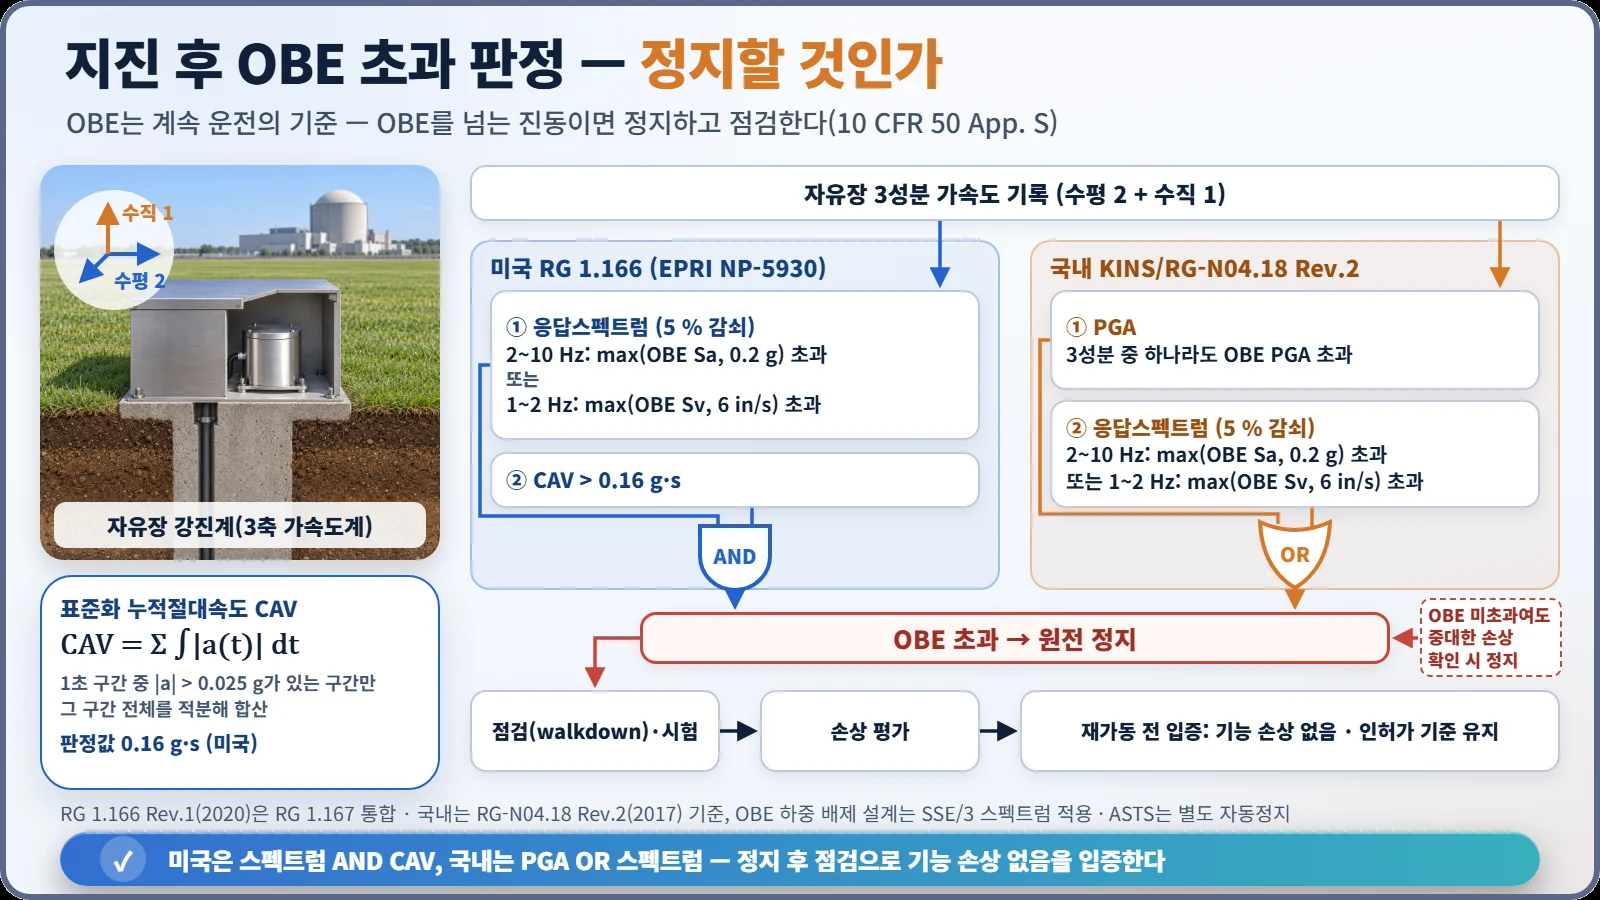 지진 후 OBE 초과 판정 — 정지할 것인가
OBE는 계속 운전의 기준 — OBE를 넘는 진동이면 정지하고 점검한다(10 CFR 50 App. S)
수직 1
수평 2
자유장 강진계(3축 가속도계)
표준화 누적절대속도 CAV
CAV = Σ ∫|a(t)| dt
1초 구간 중 |a| > 0.025 g가 있는 구간만
그 구간 전체를 적분해 합산
판정값 0.16 g·s (미국)
자유장 3성분 가속도 기록 (수평 2 + 수직 1)
미국 RG 1.166 (EPRI NP-5930)
① 응답스펙트럼 (5 % 감쇠)
2~10 Hz: max(OBE Sa, 0.2 g) 초과
또는
1~2 Hz: max(OBE Sv, 6 in/s) 초과
② CAV > 0.16 g·s
AND
국내 KINS/RG-N04.18 Rev.2
① PGA
3성분 중 하나라도 OBE PGA 초과
② 응답스펙트럼 (5 % 감쇠)
2~10 Hz: max(OBE Sa, 0.2 g) 초과
또는 1~2 Hz: max(OBE Sv, 6 in/s) 초과
OR
OBE 초과 → 원전 정지
OBE 미초과여도
중대한 손상
확인 시 정지
점검(walkdown)·시험
손상 평가
재가동 전 입증: 기능 손상 없음 · 인허가 기준 유지
RG 1.166 Rev.1(2020)은 RG 1.167 통합 · 국내는 RG-N04.18 Rev.2(2017) 기준, OBE 하중 배제 설계는 SSE/3 스펙트럼 적용 · ASTS는 별도 자동정지
✓ 미국은 스펙트럼 AND CAV, 국내는 PGA OR 스펙트럼 — 정지 후 점검으로 기능 손상 없음을 입증한다